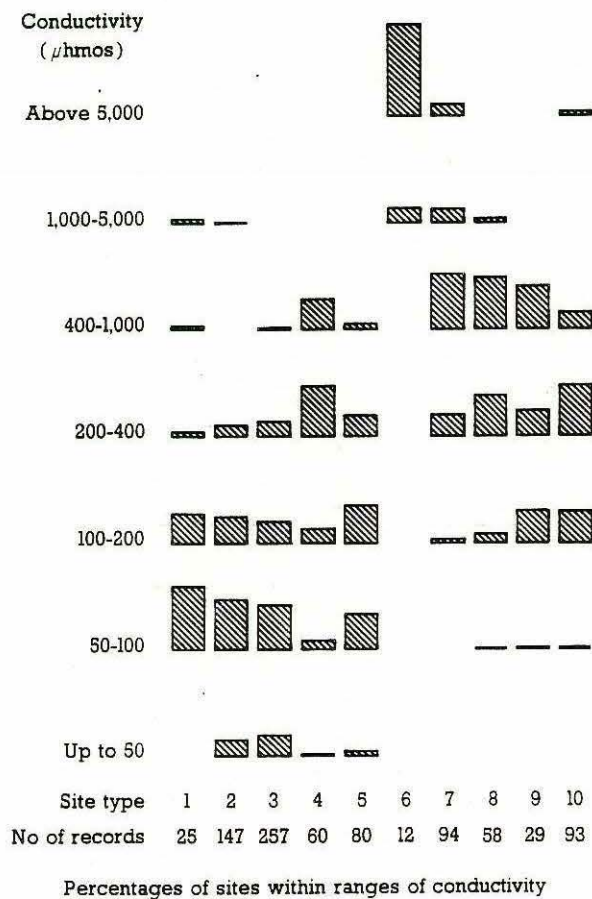 Conductivity
(μhmos)
Above 5,000
1,000-5,000
400-1,000
200-400
100-200
50-100
Up to 50
Site type 1 2 3 4 5 6 7 8 9 10
No of records 25 147 257 60 80 12 94 58 29 93
Percentages of sites within ranges of conductivity